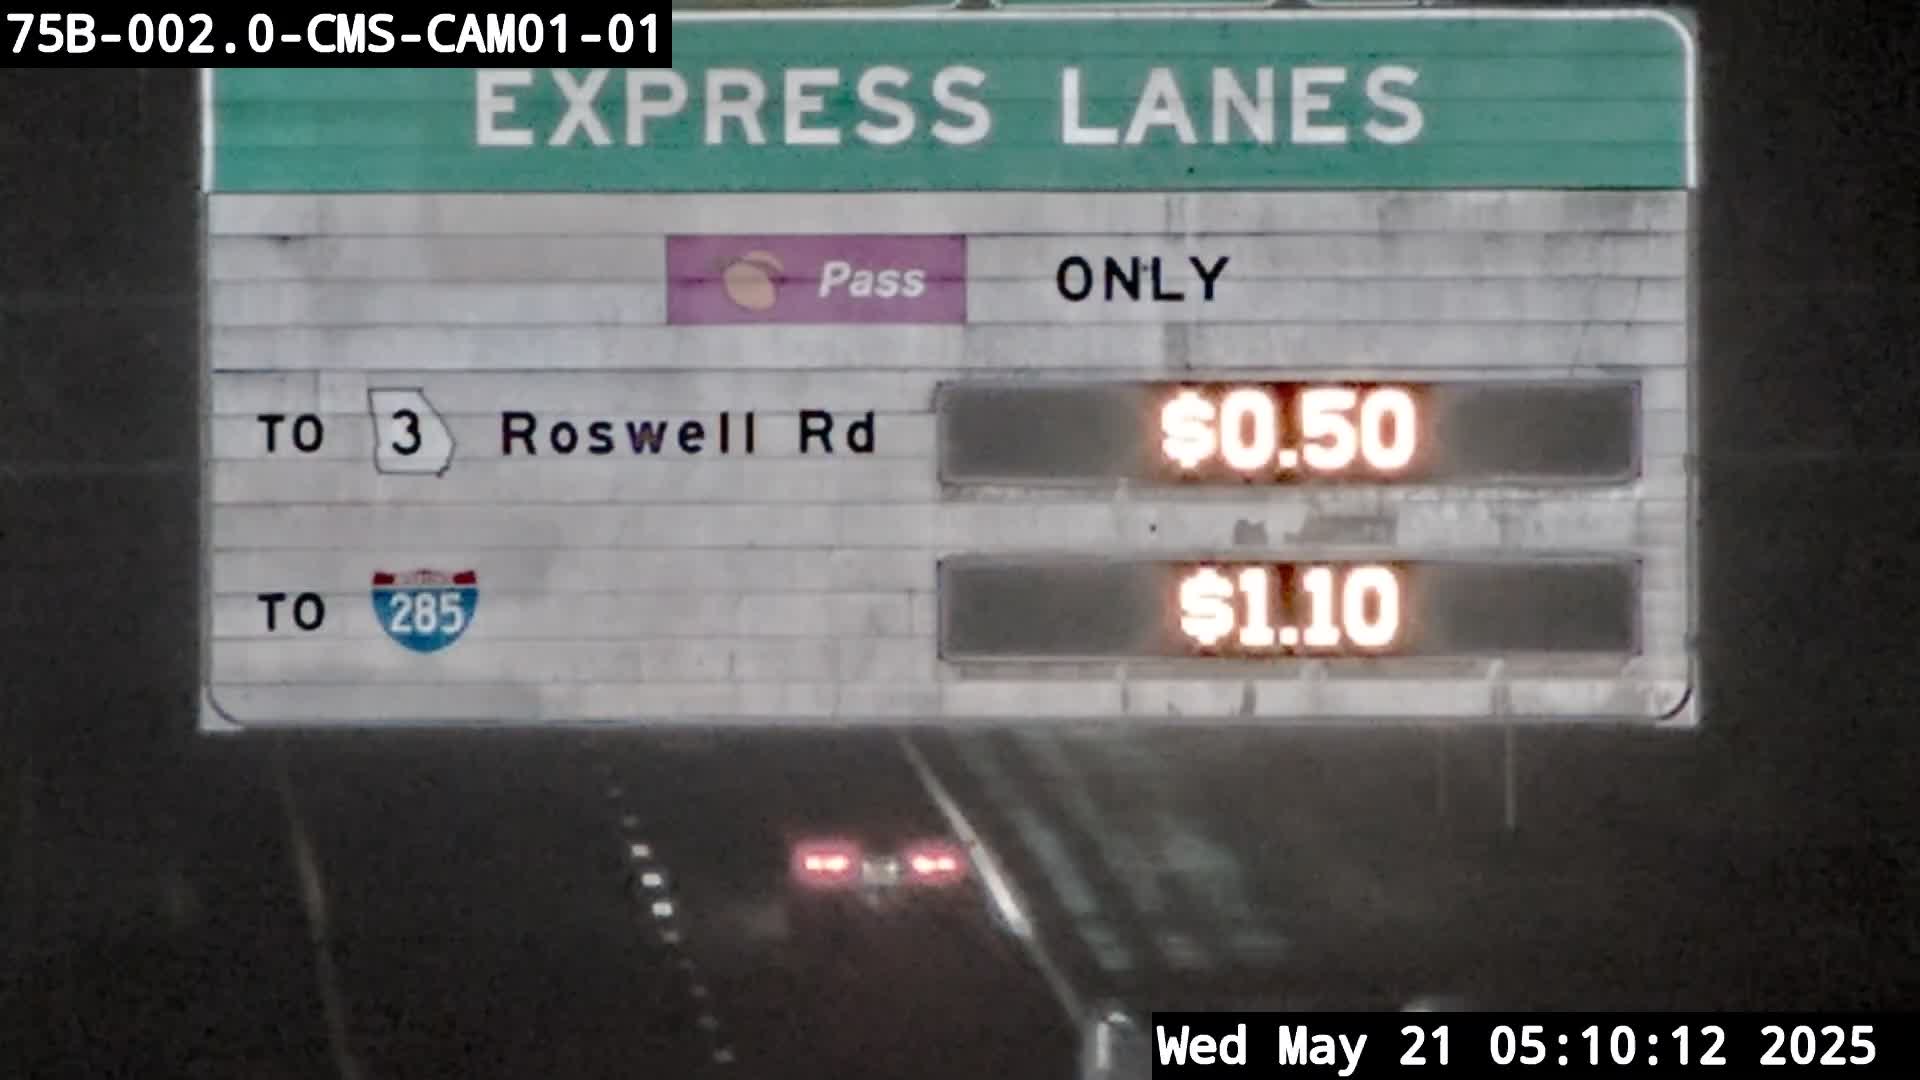 75B-002.0-CMS-CAM01-01
EXPRESS LANES
Pass ONLY
TO 3 Roswell Rd $0.50
TO 285 $1.10
Wed May 21 05:10:12 2025